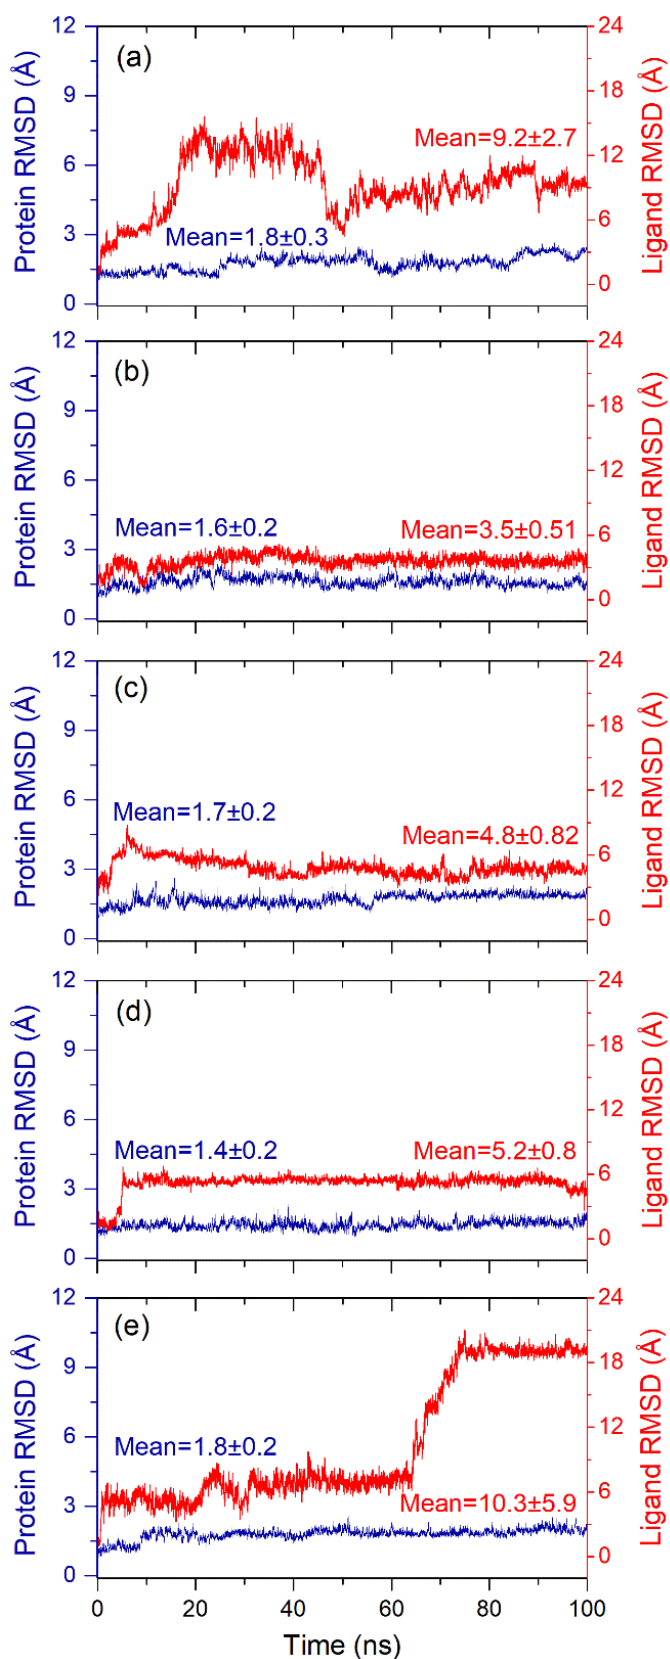 12
9
6
3
0
Protein RMSD (Å)
(a)
Mean=9.2±2.7
Mean=1.8±0.3
24
18
12
6
0
Ligand RMSD (Å)
12
9
6
3
0
Protein RMSD (Å)
(b)
Mean=1.6±0.2
Mean=3.5±0.51
24
18
12
6
0
Ligand RMSD (Å)
12
9
6
3
0
Protein RMSD (Å)
(c)
Mean=1.7±0.2
Mean=4.8±0.82
24
18
12
6
0
Ligand RMSD (Å)
12
9
6
3
0
Protein RMSD (Å)
(d)
Mean=1.4±0.2
Mean=5.2±0.8
24
18
12
6
0
Ligand RMSD (Å)
12
9
6
3
0
Protein RMSD (Å)
(e)
Mean=1.8±0.2
Mean=10.3±5.9
24
18
12
6
0
Ligand RMSD (Å)
0 20 40 60 80 100
Time (ns)